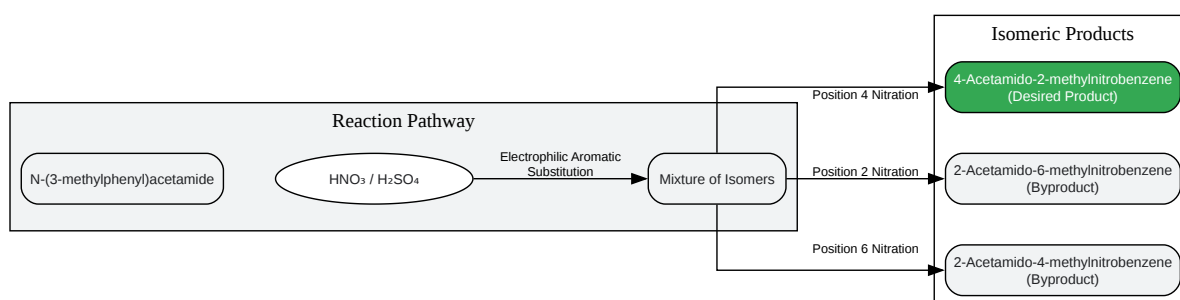 Isomeric Products
4-Acetamido-2-methylnitrobenzene
(Desired Product)
Position 4 Nitration
Reaction Pathway
N-(3-methylphenyl)acetamide
HNO₃ / H₂SO₄
Electrophilic Aromatic
Substitution
Mixture of Isomers
Position 2 Nitration
2-Acetamido-6-methylnitrobenzene
(Byproduct)
Position 6 Nitration
2-Acetamido-4-methylnitrobenzene
(Byproduct)